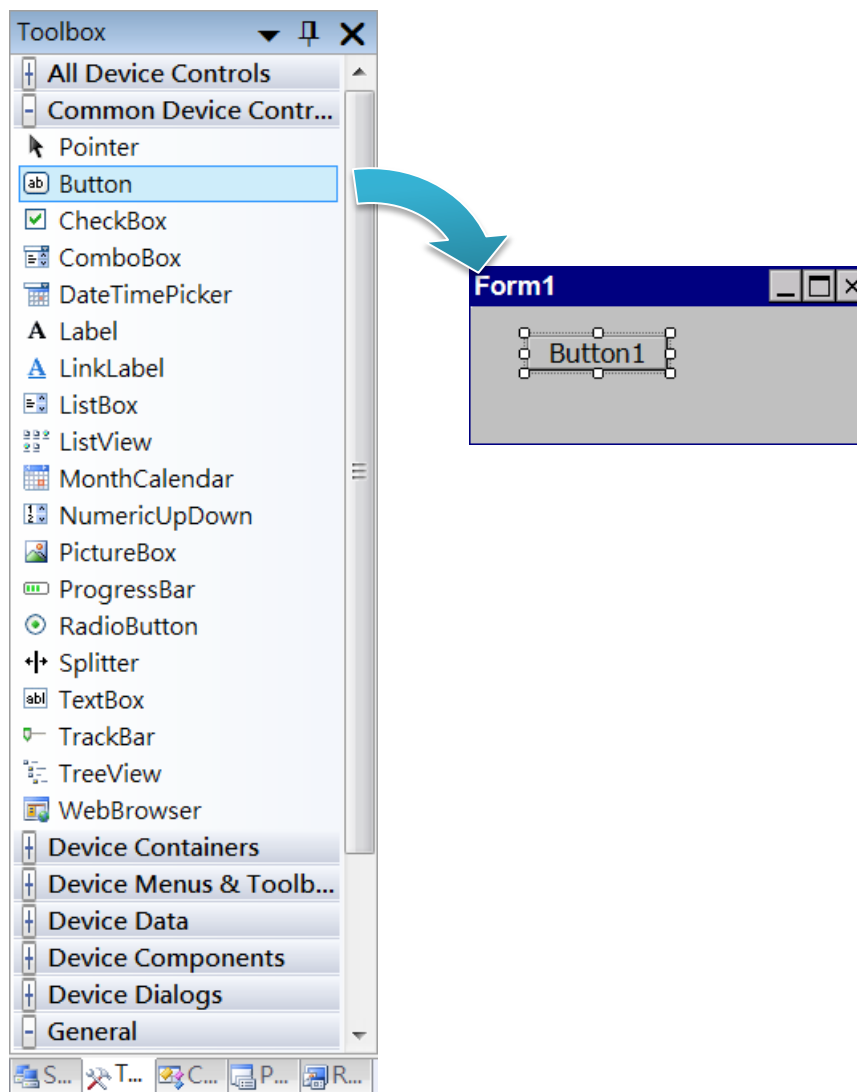 Toolbox
All Device Controls
Common Device Contr...
Pointer
Button
CheckBox
ComboBox
DateTimePicker
A Label
A LinkLabel
ListBox
ListView
MonthCalendar
NumericUpDown
PictureBox
ProgressBar
RadioButton
Splitter
TextBox
TrackBar
TreeView
WebBrowser
Device Containers
Device Menus & Toolb...
Device Data
Device Components
Device Dialogs
General
S... T... C... P... R...
Form1
Button1